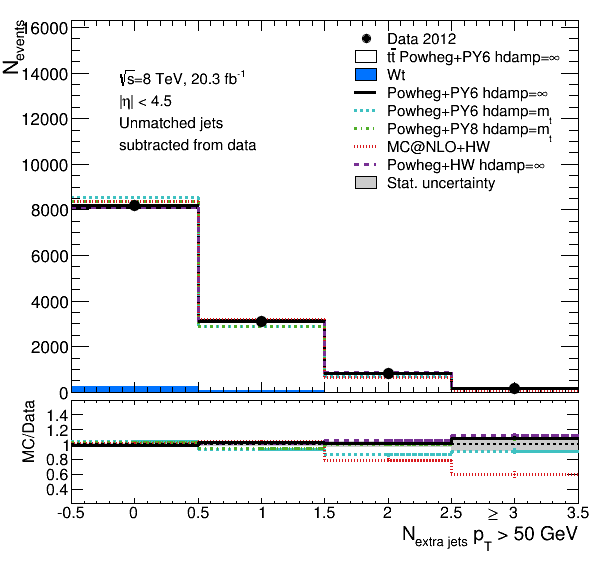 N_events
16000
14000
12000
10000
8000
6000
4000
2000
0
√s=8 TeV, 20.3 fb⁻¹
|η| < 4.5
Unmatched jets
subtracted from data
Data 2012
tt̄ Powheg+PY6 hdamp=∞
Wt
Powheg+PY6 hdamp=∞
Powheg+PY6 hdamp=m_t
Powheg+PY8 hdamp=m_t
MC@NLO+HW
Powheg+HW hdamp=∞
Stat. uncertainty
MC/Data
1.4
1.2
1
0.8
0.6
0.4
-0.5 0 0.5 1 1.5 2 2.5 ≥ 3 3.5
N_extra jets p_T > 50 GeV